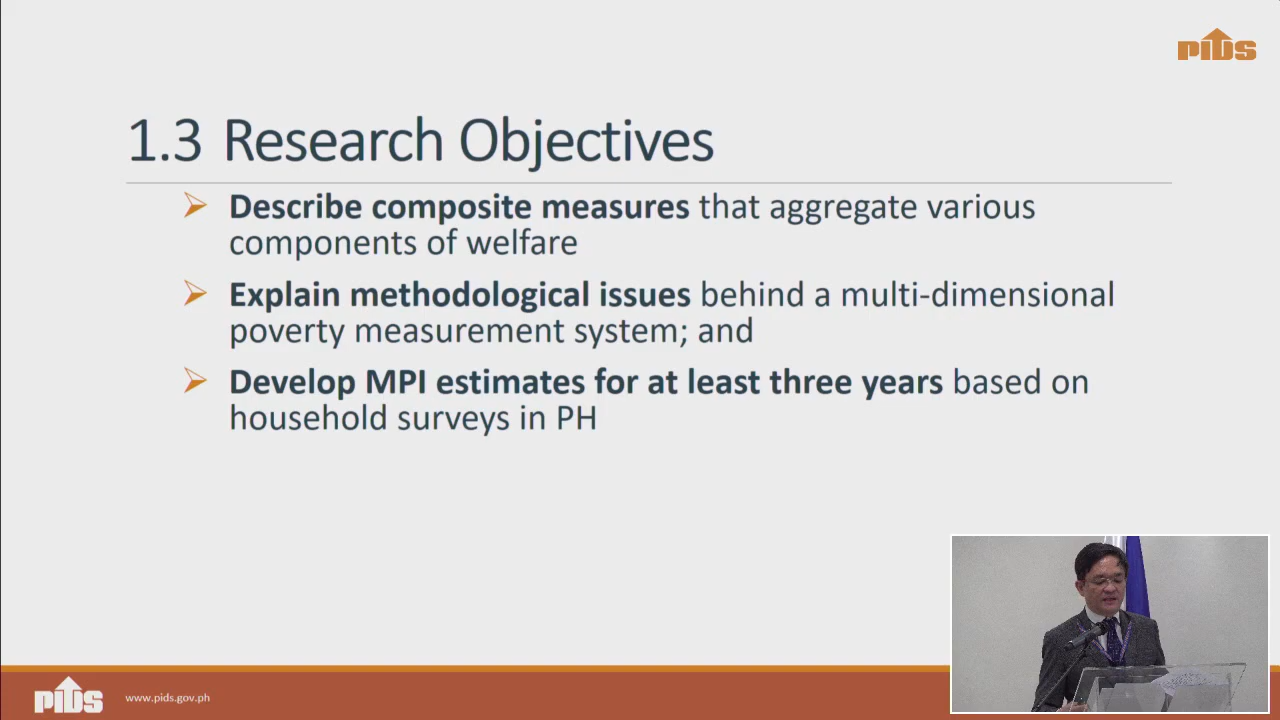 PIDS
1.3 Research Objectives
Describe composite measures that aggregate various
components of welfare
Explain methodological issues behind a multi-dimensional
poverty measurement system; and
Develop MPI estimates for at least three years based on
household surveys in PH
PIDS
www.pids.gov.ph